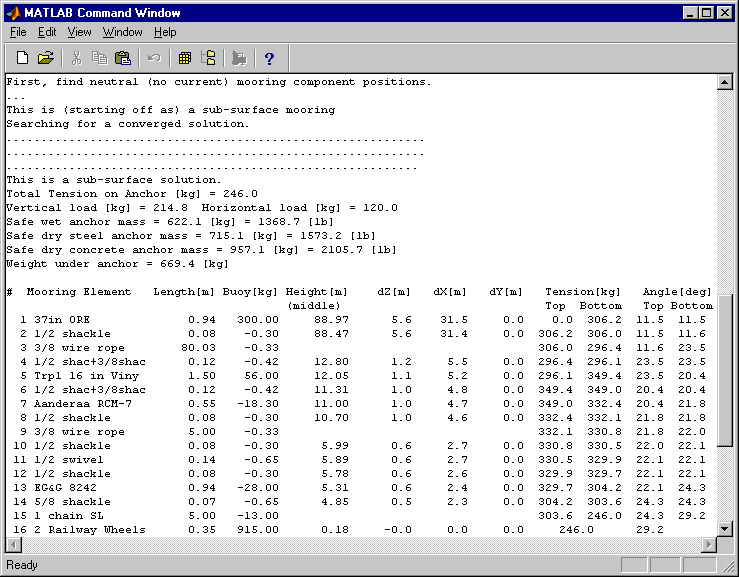 MATLAB Command Window
File Edit View Window Help
First, find neutral (no current) mooring component positions.
...
This is (starting off as) a sub-surface mooring
Searching for a converged solution.
............................................................
............................................................
...........................................................
This is a sub-surface solution.
Total Tension on Anchor [kg] = 246.0
Vertical load [kg] = 214.8 Horizontal load [kg] = 120.0
Safe wet anchor mass = 622.1 [kg] = 1368.7 [lb]
Safe dry steel anchor mass = 715.1 [kg] = 1573.2 [lb]
Safe dry concrete anchor mass = 957.1 [kg] = 2105.7 [lb]
Weight under anchor = 669.4 [kg]
# Mooring Element Length[m] Buoy[kg] Height[m] dZ[m] dX[m] dY[m] Tension[kg] Angle[deg]
(middle) Top Bottom Top Bottom
1 37in ORE 0.94 300.00 88.97 5.6 31.5 0.0 0.0 306.2 11.5 11.5
2 1/2 shackle 0.08 -0.30 88.47 5.6 31.4 0.0 306.2 306.0 11.5 11.6
3 3/8 wire rope 80.03 -0.33 306.0 296.4 11.6 23.5
4 1/2 shac+3/8shac 0.12 -0.42 12.80 1.2 5.5 0.0 296.4 296.1 23.5 23.5
5 Trpl 16 in Viny 1.50 56.00 12.05 1.1 5.2 0.0 296.1 349.4 23.5 20.4
6 1/2 shac+3/8shac 0.12 -0.42 11.31 1.0 4.8 0.0 349.4 349.0 20.4 20.4
7 Aanderaa RCM-7 0.55 -18.30 11.00 1.0 4.7 0.0 349.0 332.4 20.4 21.8
8 1/2 shackle 0.08 -0.30 10.70 1.0 4.6 0.0 332.4 332.1 21.8 21.8
9 3/8 wire rope 5.00 -0.33 332.1 330.8 21.8 22.0
10 1/2 shackle 0.08 -0.30 5.99 0.6 2.7 0.0 330.8 330.5 22.0 22.1
11 1/2 swivel 0.14 -0.65 5.89 0.6 2.7 0.0 330.5 329.9 22.1 22.1
12 1/2 shackle 0.08 -0.30 5.78 0.6 2.6 0.0 329.9 329.7 22.1 22.1
13 EG&G 8242 0.94 -28.00 5.31 0.6 2.4 0.0 329.7 304.2 22.1 24.3
14 5/8 shackle 0.07 -0.65 4.85 0.5 2.3 0.0 304.2 303.6 24.3 24.3
15 1 chain SL 5.00 -13.00 303.6 246.0 24.3 29.2
16 2 Railway Wheels 0.35 915.00 0.18 -0.0 0.0 0.0 246.0 29.2
Ready